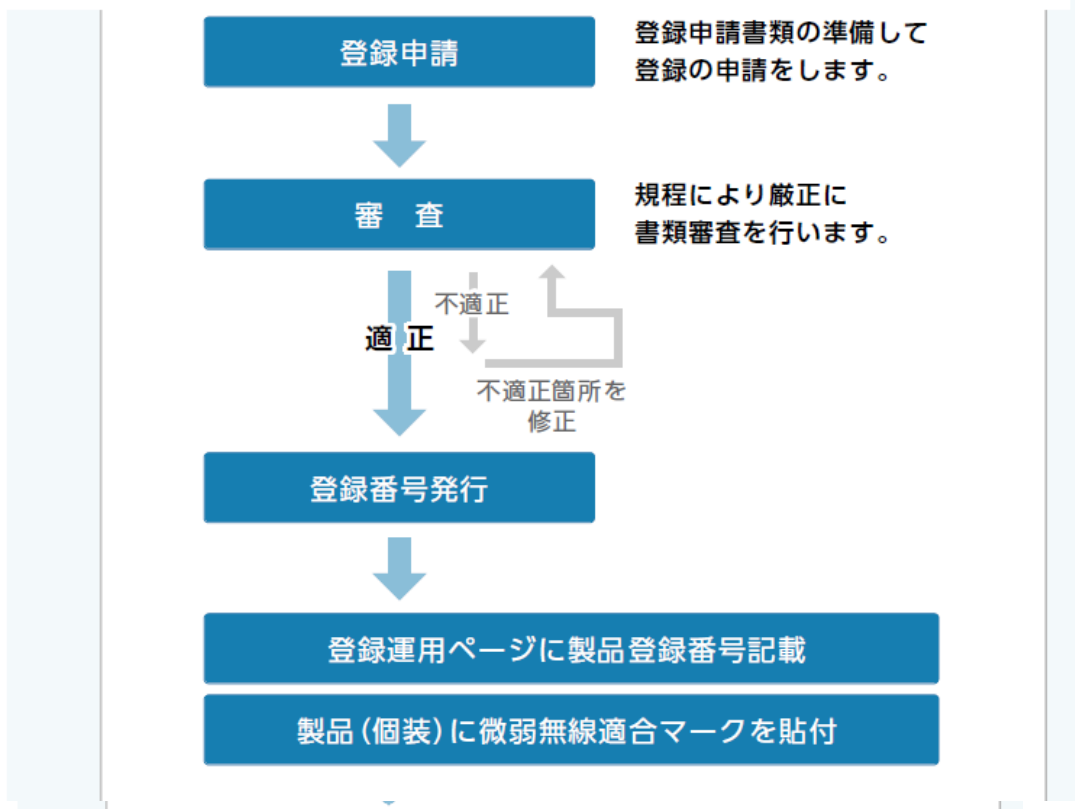 登録申請
登録申請書類の準備して
登録の申請をします。
審　査
規程により厳正に
書類審査を行います。
不適正
適 正
不適正箇所を
修正
登録番号発行
登録運用ページに製品登録番号記載
製品(個装)に微弱無線適合マークを貼付